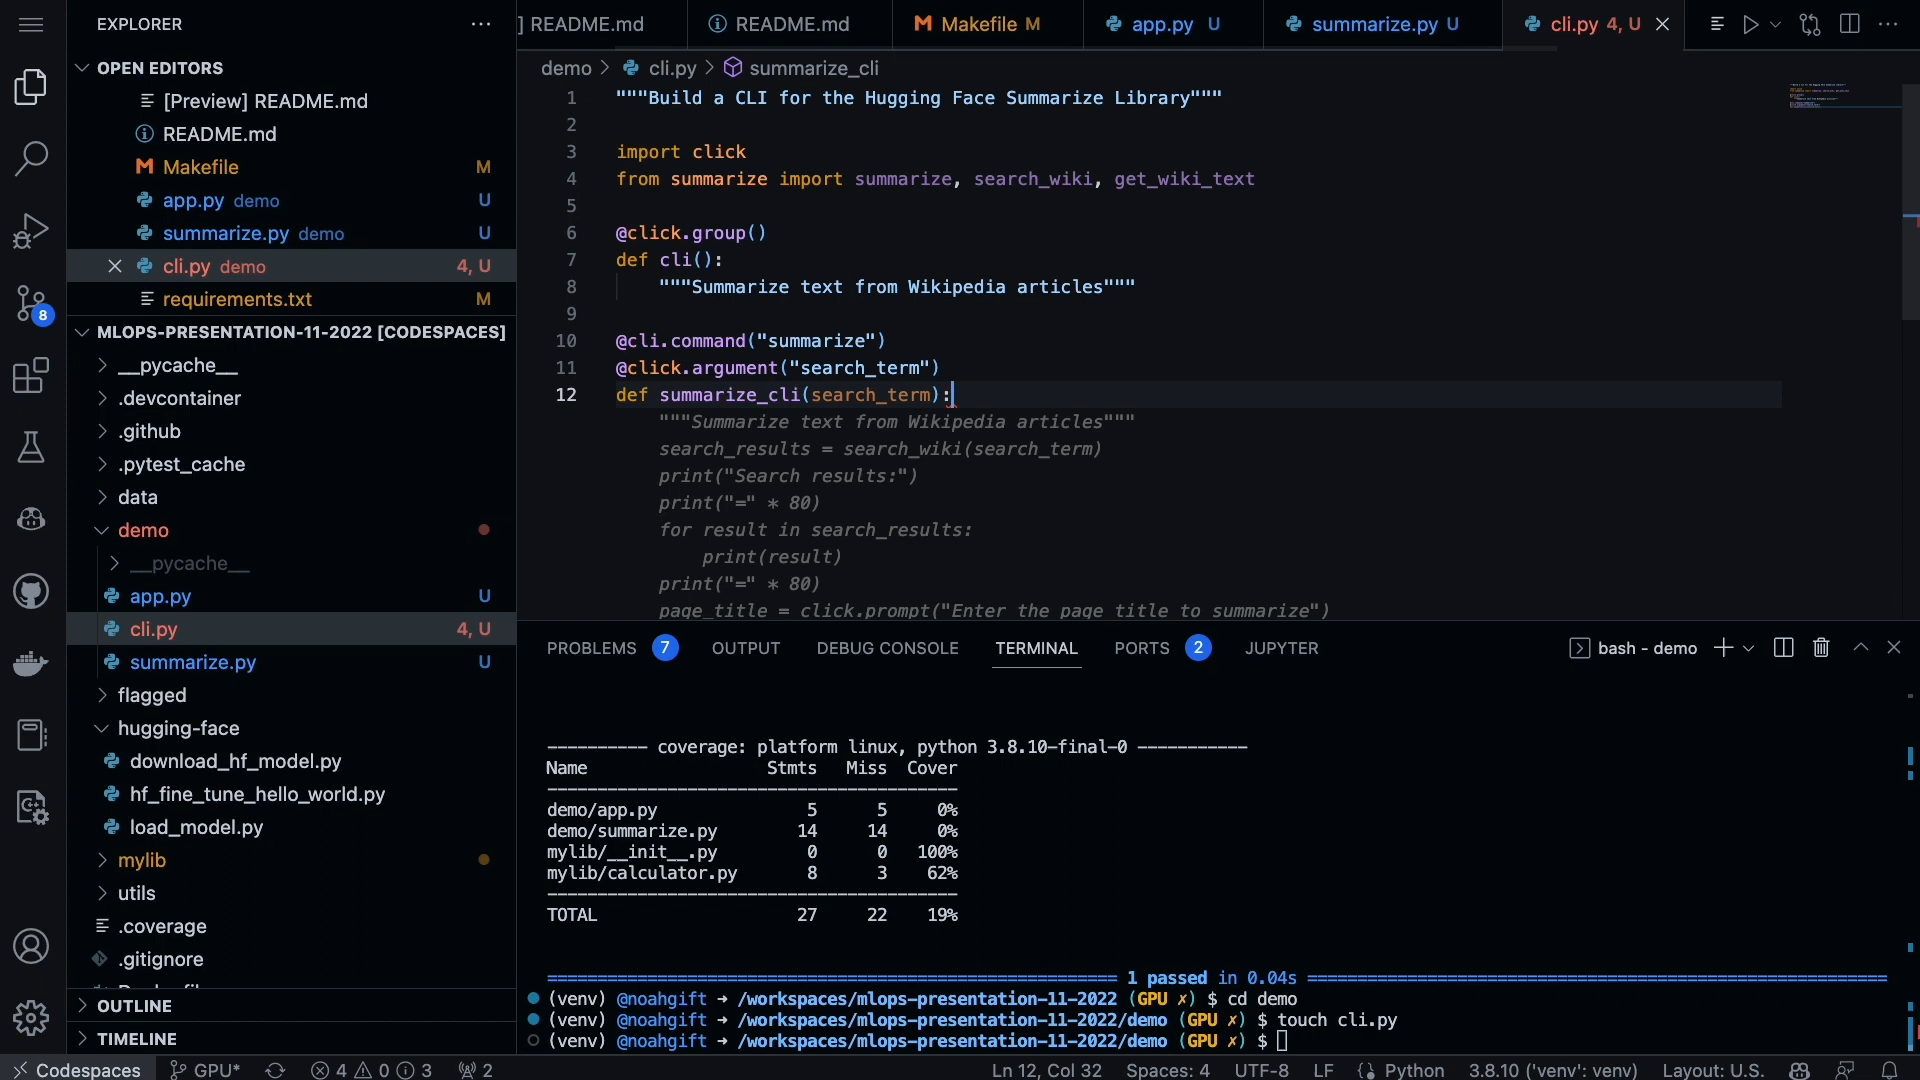 EXPLORER
OPEN EDITORS
[Preview] README.md
README.md
Makefile M
app.py demo U
summarize.py demo U
cli.py demo 4, U
requirements.txt M
MLOPS-PRESENTATION-11-2022 [CODESPACES]
__pycache__
.devcontainer
.github
.pytest_cache
data
demo
__pycache__
app.py U
cli.py 4, U
summarize.py U
flagged
hugging-face
download_hf_model.py
hf_fine_tune_hello_world.py
load_model.py
mylib
utils
.coverage
.gitignore
OUTLINE
TIMELINE
8
] README.md README.md Makefile M app.py U summarize.py U cli.py 4, U
demo > cli.py > summarize_cli
1 """Build a CLI for the Hugging Face Summarize Library"""
2
3 import click
4 from summarize import summarize, search_wiki, get_wiki_text
5
6 @click.group()
7 def cli():
8 """Summarize text from Wikipedia articles"""
9
10 @cli.command("summarize")
11 @click.argument("search_term")
12 def summarize_cli(search_term):
"""Summarize text from Wikipedia articles"""
search_results = search_wiki(search_term)
print("Search results:")
print("=" * 80)
for result in search_results:
print(result)
print("=" * 80)
page_title = click.prompt("Enter the page title to summarize")
PROBLEMS 7 OUTPUT DEBUG CONSOLE TERMINAL PORTS 2 JUPYTER bash - demo
---------- coverage: platform linux, python 3.8.10-final-0 -----------
Name Stmts Miss Cover
-----------------------------------------
demo/app.py 5 5 0%
demo/summarize.py 14 14 0%
mylib/__init__.py 0 0 100%
mylib/calculator.py 8 3 62%
-----------------------------------------
TOTAL 27 22 19%
1 passed in 0.04s
(venv) @noahgift ➜ /workspaces/mlops-presentation-11-2022 (GPU ✗) $ cd demo
(venv) @noahgift ➜ /workspaces/mlops-presentation-11-2022/demo (GPU ✗) $ touch cli.py
(venv) @noahgift ➜ /workspaces/mlops-presentation-11-2022/demo (GPU ✗) $
Codespaces GPU* 4 0 3 2 Ln 12, Col 32 Spaces: 4 UTF-8 LF Python 3.8.10 ('venv': venv) Layout: U.S.